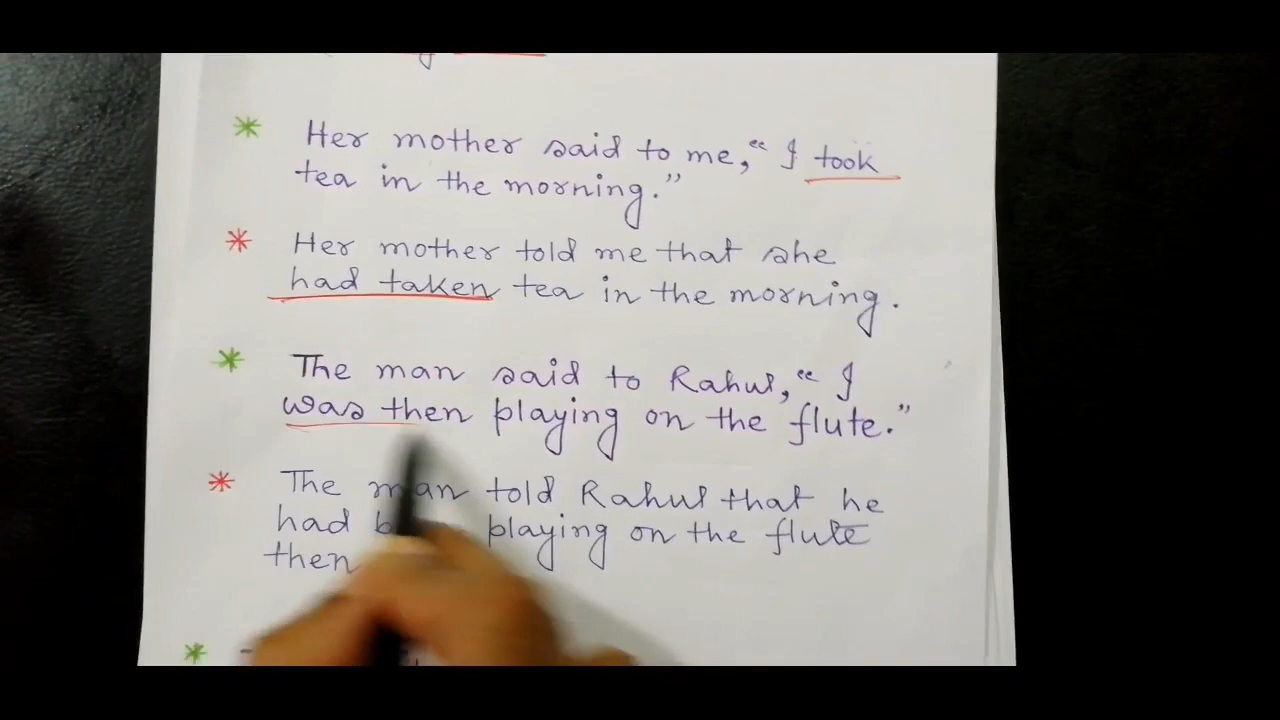 Her mother said to me, “I took
tea in the morning.”
Her mother told me that she
had taken tea in the morning.
The man said to Rahul, “I
was then playing on the flute.”
The man told Rahul that he
had playing on the flute
then